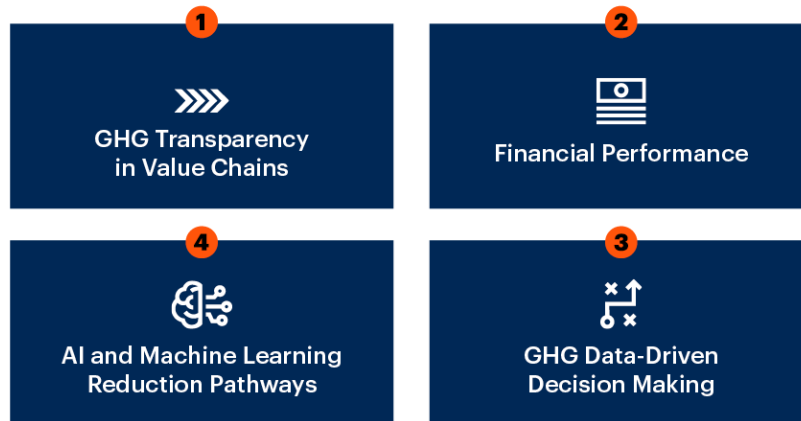 1
GHG Transparency
in Value Chains
2
Financial Performance
4
AI and Machine Learning
Reduction Pathways
3
GHG Data-Driven
Decision Making